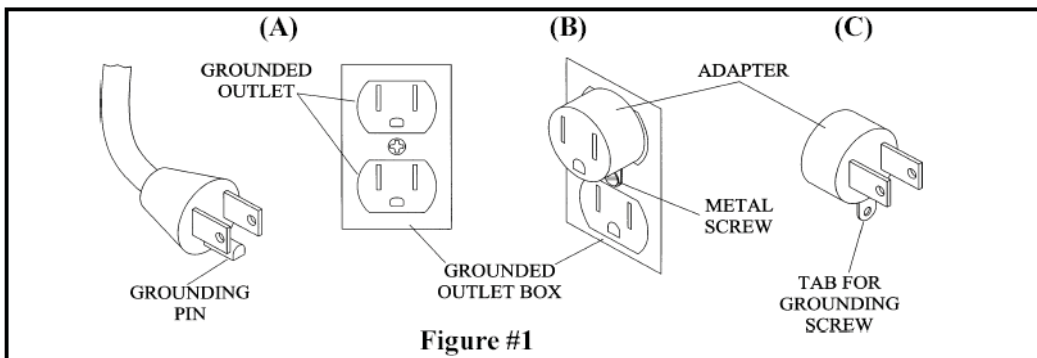 (A)
(B)
(C)
GROUNDED
OUTLET
ADAPTER
METAL
SCREW
GROUNDING
PIN
GROUNDED
OUTLET BOX
TAB FOR
GROUNDING
SCREW
Figure #1